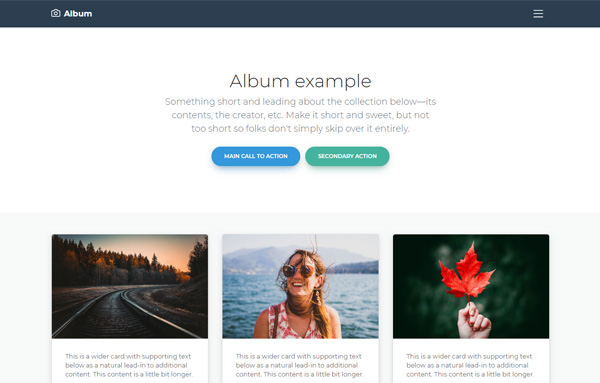 Album
Album example
Something short and leading about the collection below—its
contents, the creator, etc. Make it short and sweet, but not
too short so folks don't simply skip over it entirely.
MAIN CALL TO ACTION
SECONDARY ACTION
This is a wider card with supporting text
below as a natural lead-in to additional
content. This content is a little bit longer.
This is a wider card with supporting text
below as a natural lead-in to additional
content. This content is a little bit longer.
This is a wider card with supporting text
below as a natural lead-in to additional
content. This content is a little bit longer.